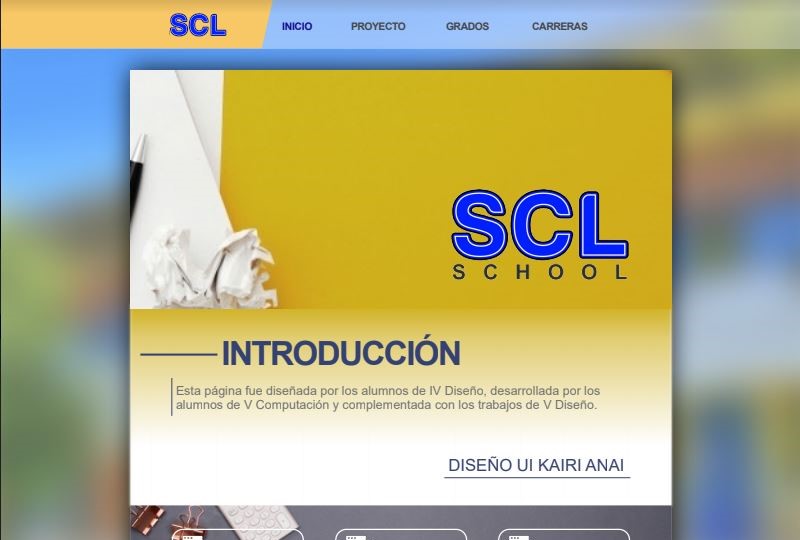 SCL
INICIO PROYECTO GRADOS CARRERAS
SCL
SCHOOL
INTRODUCCIÓN
Esta página fue diseñada por los alumnos de IV Diseño, desarrollada por los
alumnos de V Computación y complementada con los trabajos de V Diseño.
DISEÑO UI KAIRI ANAI